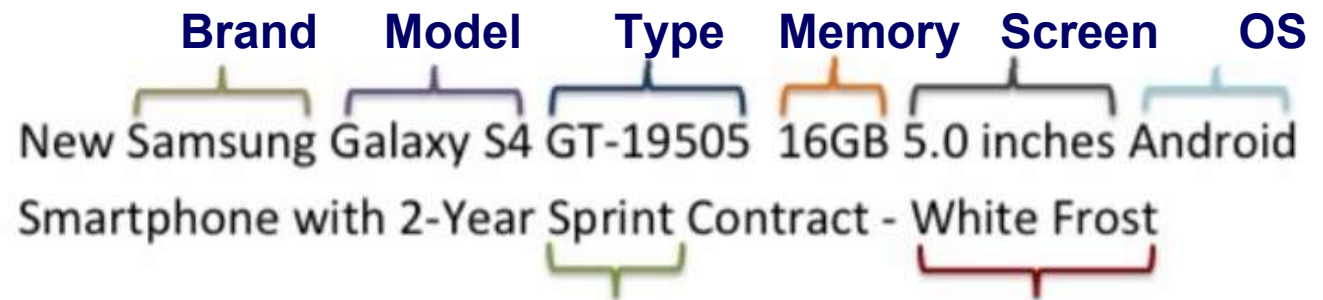 Brand Model Type Memory Screen OS
New Samsung Galaxy S4 GT-19505 16GB 5.0 inches Android
Smartphone with 2-Year Sprint Contract - White Frost